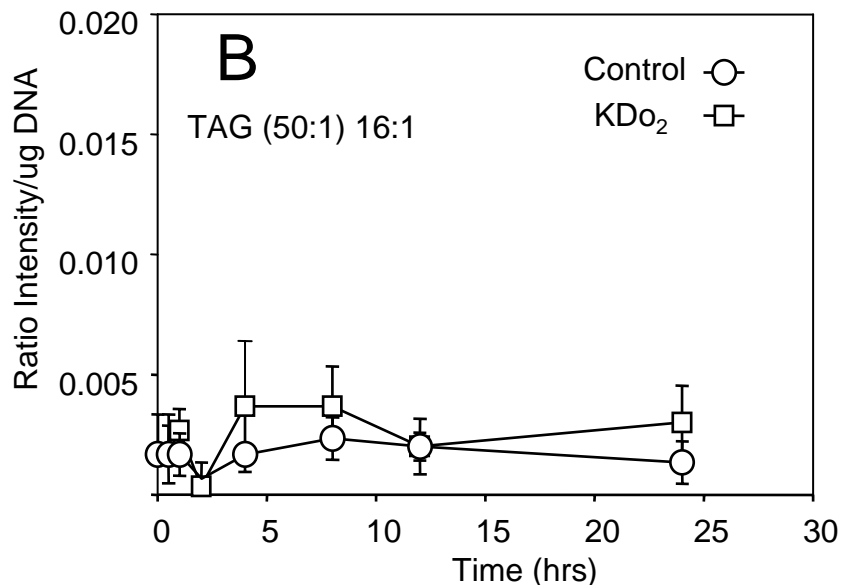 0.020
B
Control
KDo₂
TAG (50:1) 16:1
0.015
0.010
0.005
Ratio Intensity/ug DNA
0 5 10 15 20 25 30
Time (hrs)